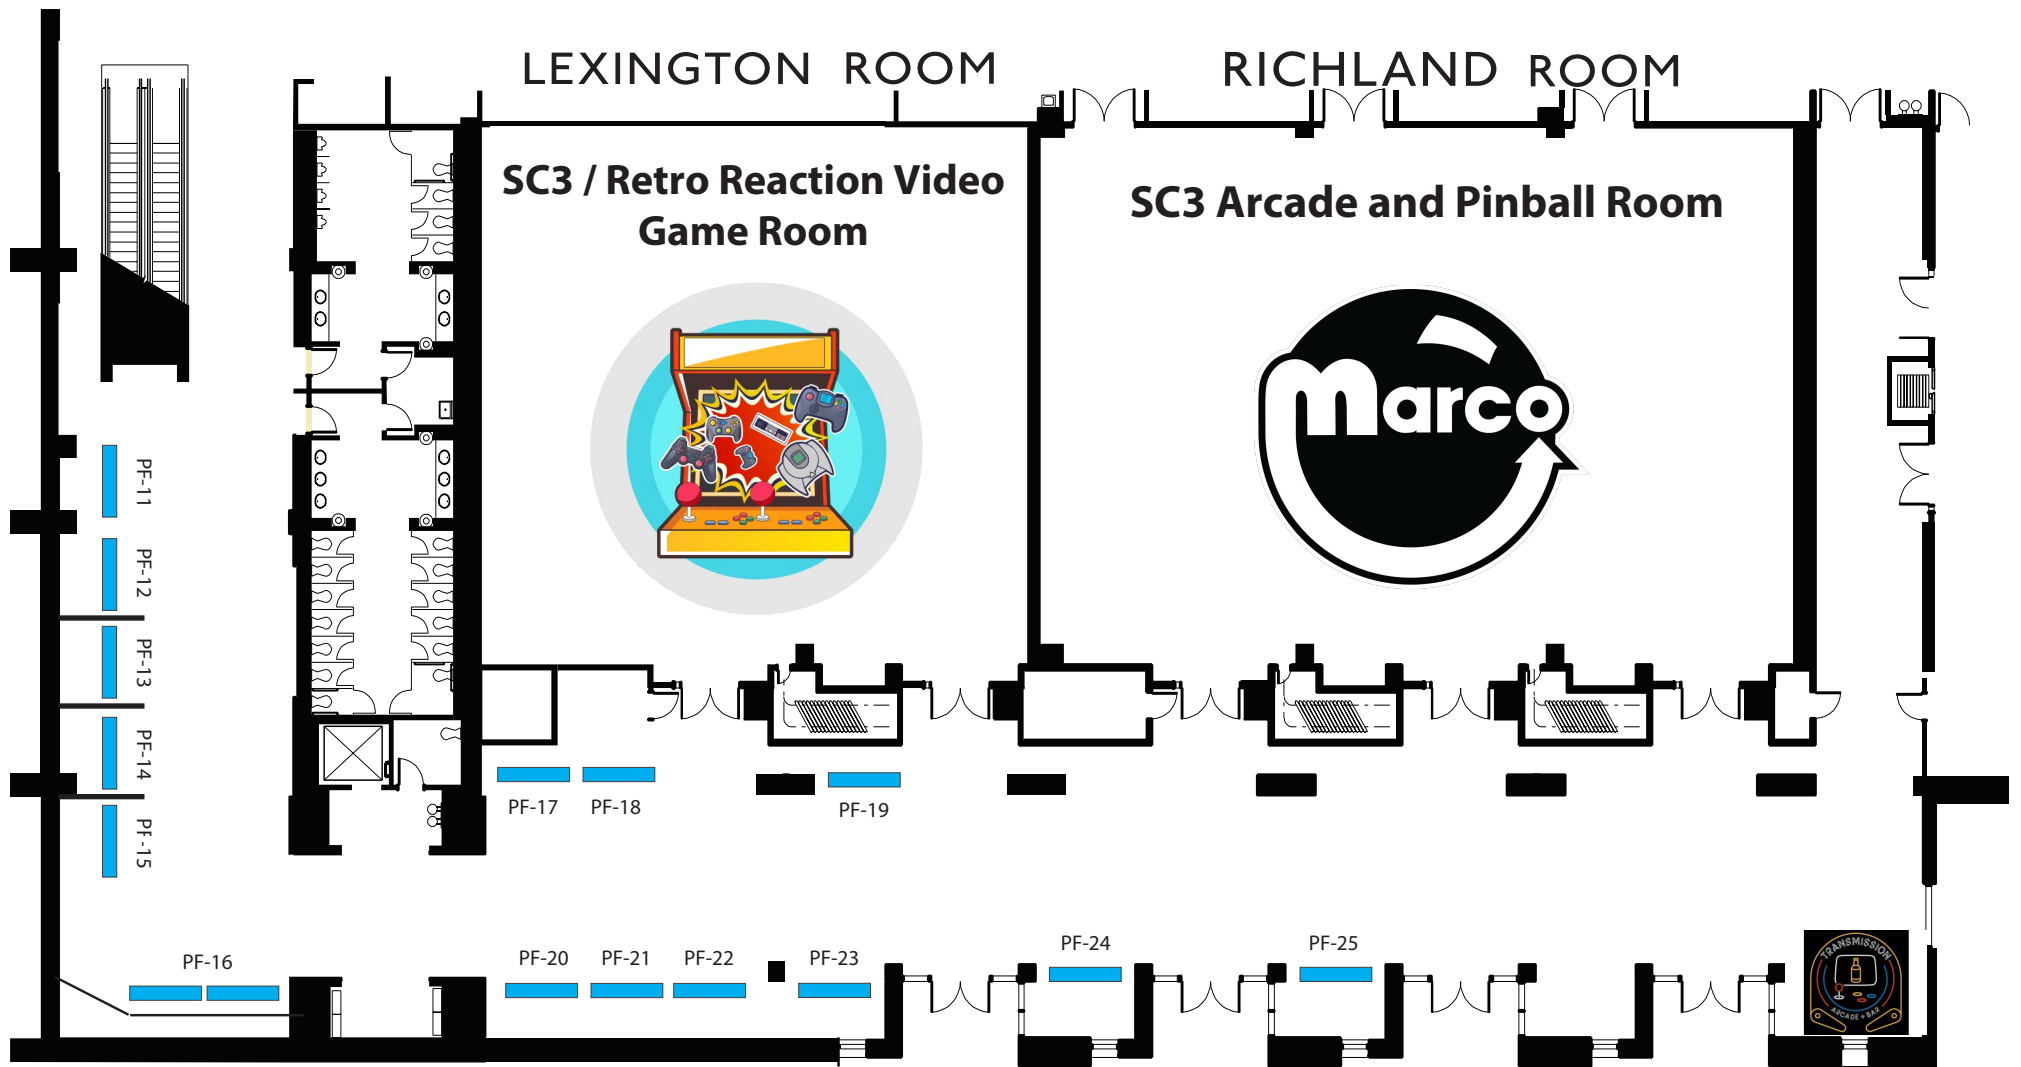 LEXINGTON ROOM
RICHLAND ROOM
SC3 / Retro Reaction Video
Game Room
SC3 Arcade and Pinball Room
marco
PF-11
PF-12
PF-13
PF-14
PF-15
PF-16
PF-17
PF-18
PF-19
PF-20
PF-21
PF-22
PF-23
PF-24
PF-25
TRANSMISSION
ARCADE + BAR